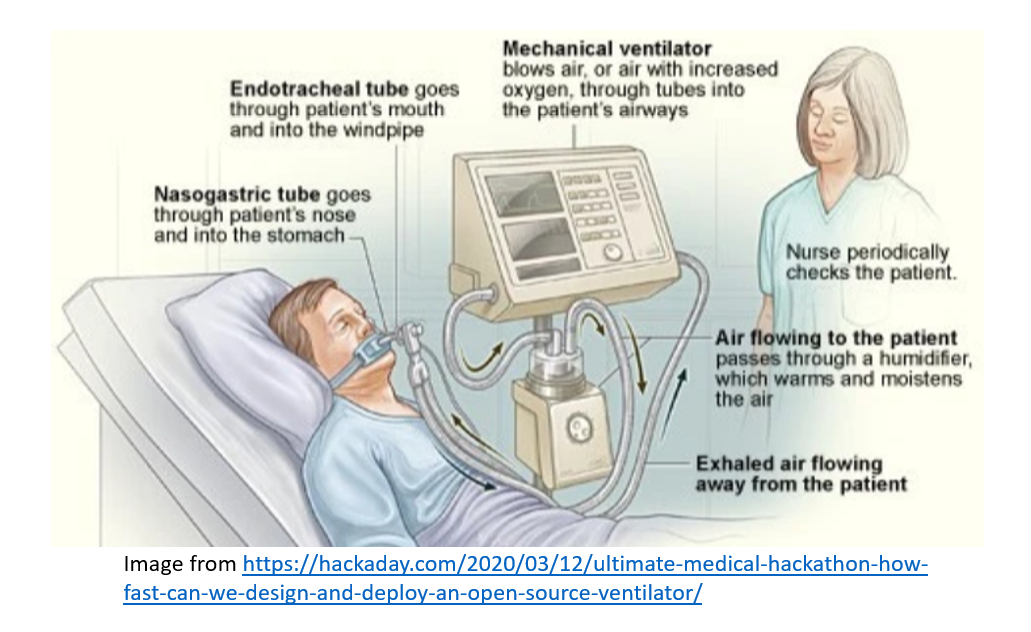 Mechanical ventilator
blows air, or air with increased
oxygen, through tubes into
the patient's airways
Endotracheal tube goes
through patient's mouth
and into the windpipe
Nasogastric tube goes
through patient's nose
and into the stomach
Nurse periodically
checks the patient.
Air flowing to the patient
passes through a humidifier,
which warms and moistens
the air
Exhaled air flowing
away from the patient
Image from https://hackaday.com/2020/03/12/ultimate-medical-hackathon-how-
fast-can-we-design-and-deploy-an-open-source-ventilator/